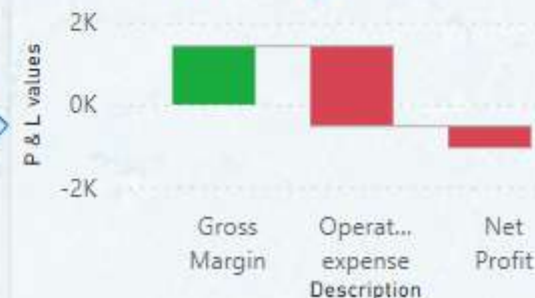 2K
0K
-2K
P & L values
Gross
Margin
Operat...
expense
Net
Profit
Description